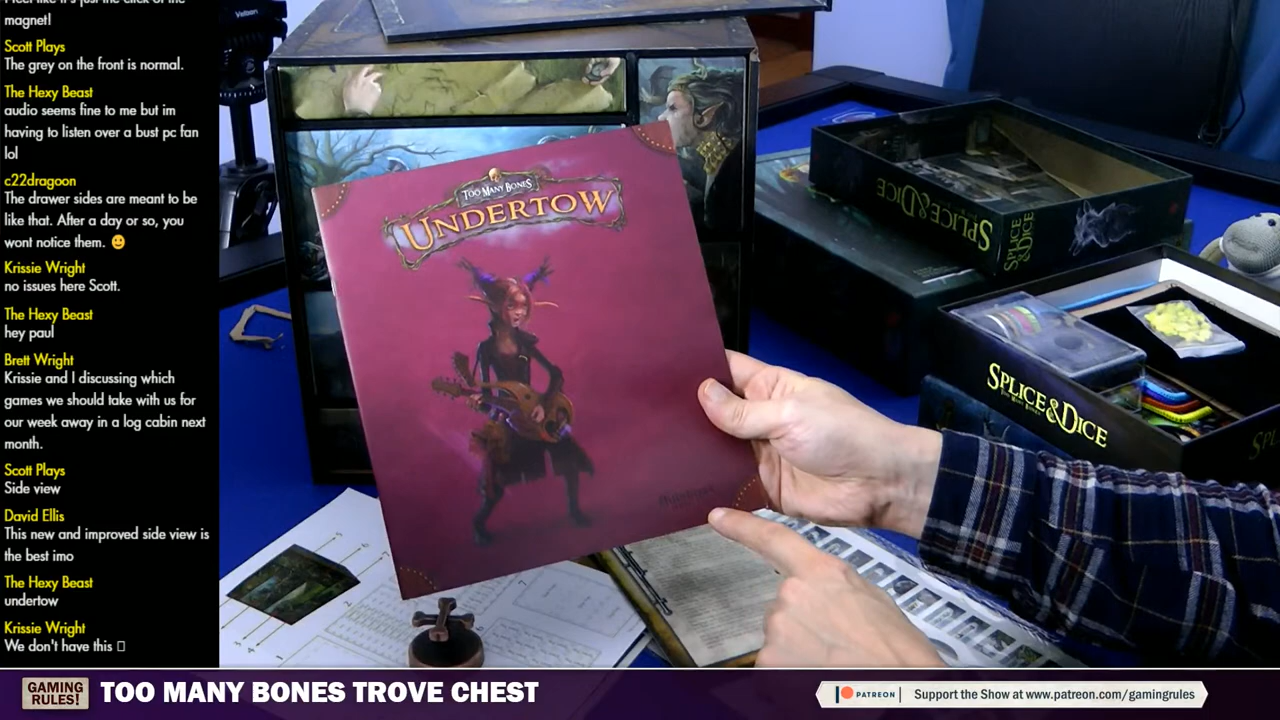 magnet!
Scott Plays
The grey on the front is normal.
The Hexy Beast
audio seems fine to me but im
having to listen over a bust pc fan
lol
c22dragoon
The drawer sides are meant to be
like that. After a day or so, you
wont notice them.
Krissie Wright
no issues here Scott.
The Hexy Beast
hey paul
Brett Wright
Krissie and I discussing which
games we should take with us for
our week away in a log cabin next
month.
Scott Plays
Side view
David Ellis
This new and improved side view is
the best imo
The Hexy Beast
undertow
Krissie Wright
We don't have this
Velbon
TOO MANY BONES
UNDERTOW
SPLICE & DICE
SPLICE
& DICE
SPLICE & DICE
GAMING
RULES!
TOO MANY BONES TROVE CHEST
PATREON
Support the Show at www.patreon.com/gamingrules